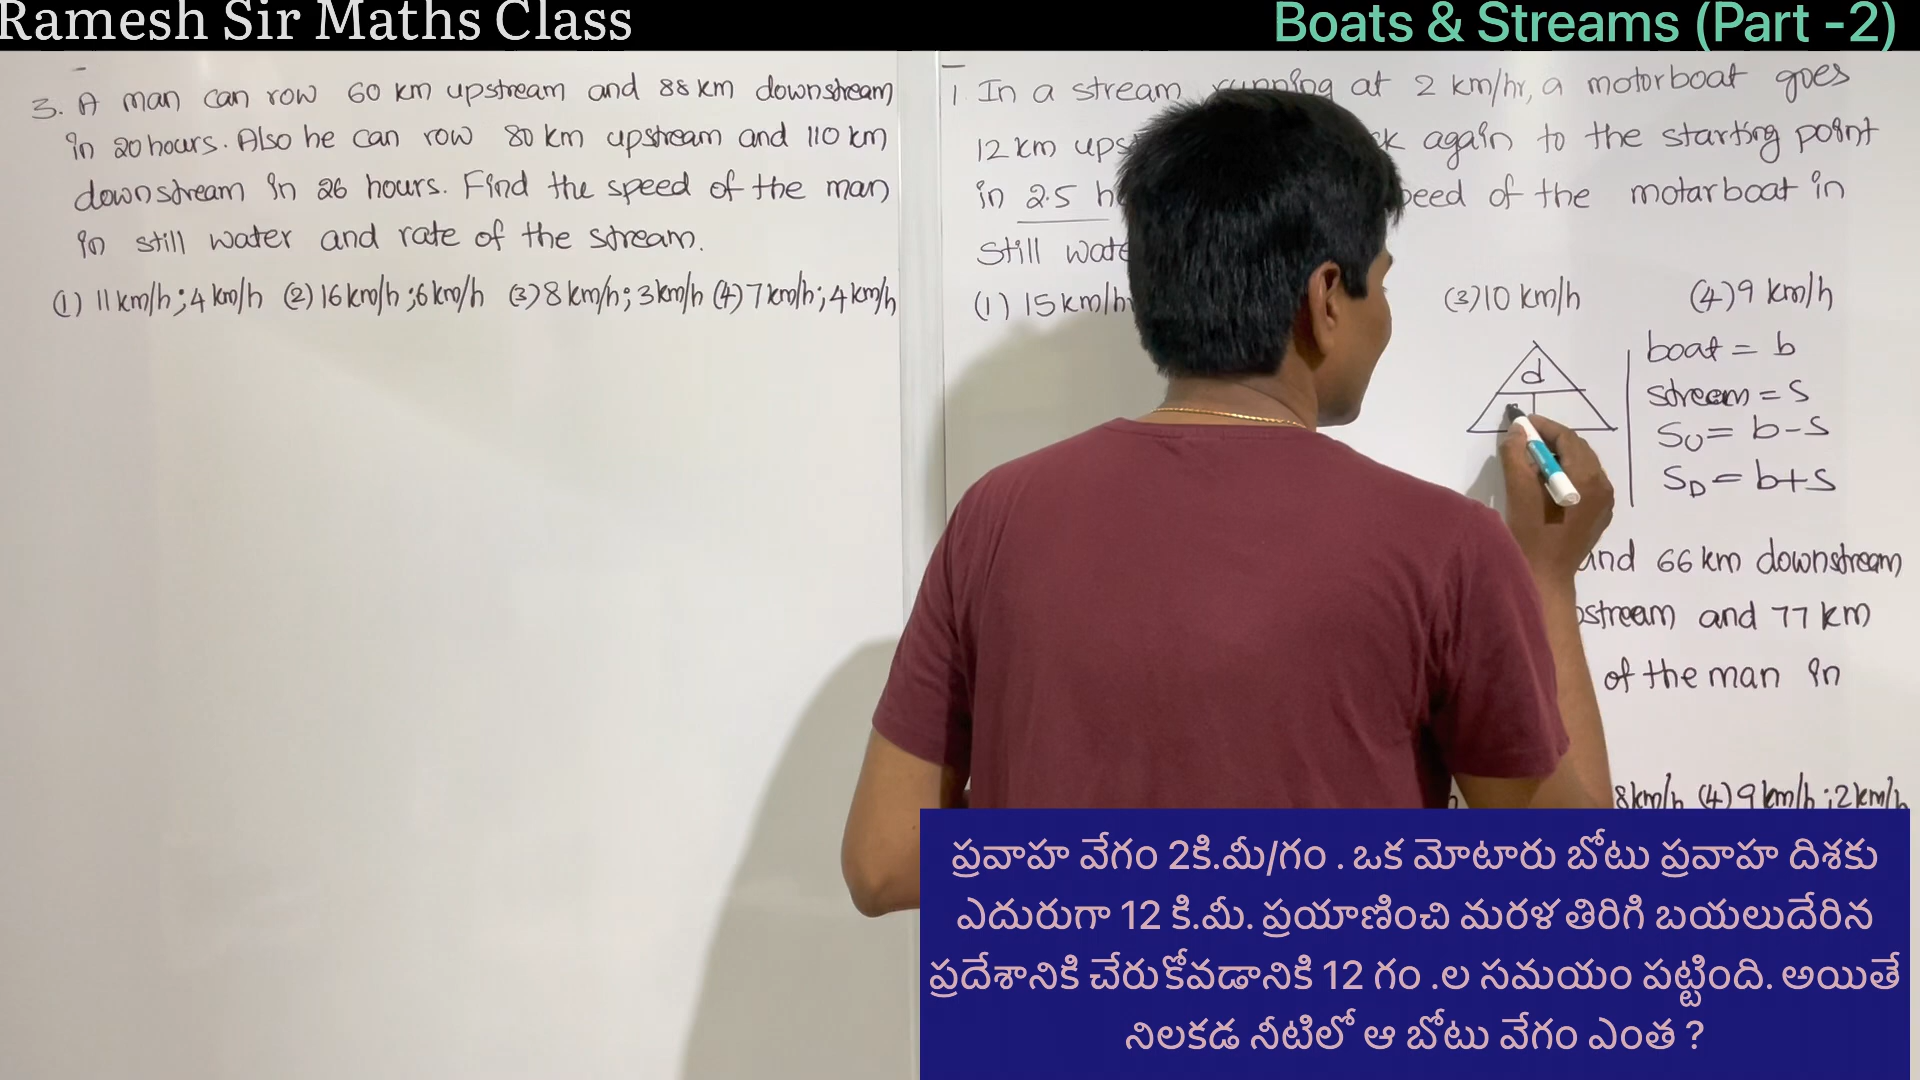 Ramesh Sir Maths Class
Boats & Streams (Part -2)
3. A man can row 60 km upstream and 88 km downstream
in 20 hours. Also he can row 80 km upstream and 110 km
downstream in 26 hours. Find the speed of the man
in still water and rate of the stream.
(1) 11 km/h; 4 km/h (2) 16 km/h; 6 km/h (3) 8 km/h; 3 km/h (4) 7 km/h; 4 km/h
1. In a stream running at 2 km/hr, a motorboat goes
12 km again to the starting point
in 2.5 of the motarboat in
Still
(1) 15 km/h (3) 10 km/h (4) 9 km/h
d
boat = b
streem = s
SU = b-s
SD = b+s
and 66 km downstream
and 77 km
of the man in
8 km/h (4) 9 km/h; 2 km/h
ప్రవాహ వేగం 2కి.మీ/గం . ఒక మోటారు బోటు ప్రవాహ దిశకు
ఎదురుగా 12 కి.మీ. ప్రయాణించి మరళ తిరిగి బయలుదేరిన
ప్రదేశానికి చేరుకోవడానికి 12 గం .ల సమయం పట్టింది. అయితే
నిలకడ నీటిలో ఆ బోటు వేగం ఎంత ?